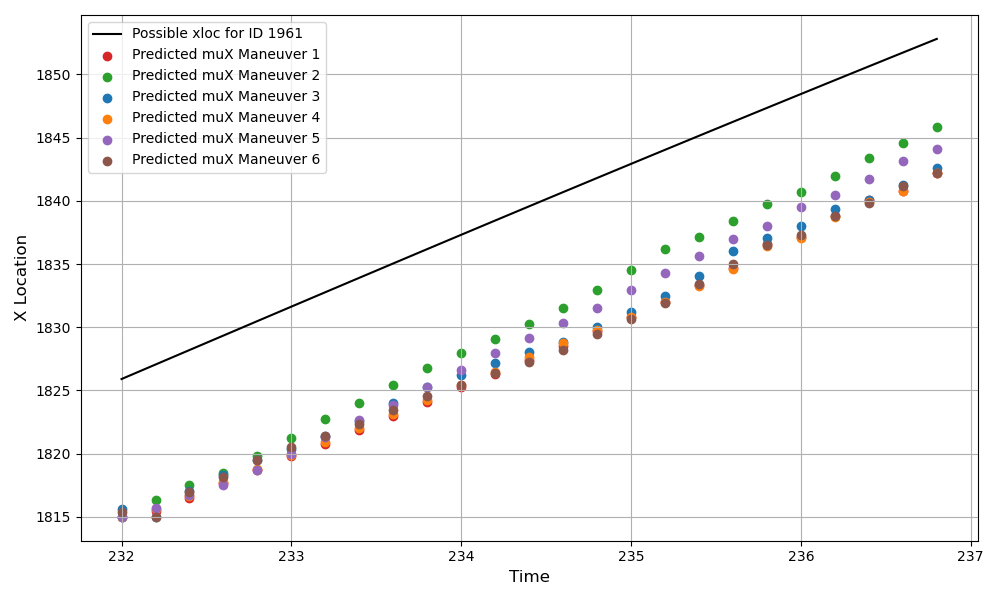 Possible xloc for ID 1961
Predicted muX Maneuver 1
Predicted muX Maneuver 2
Predicted muX Maneuver 3
Predicted muX Maneuver 4
Predicted muX Maneuver 5
Predicted muX Maneuver 6
X Location
1850
1845
1840
1835
1830
1825
1820
1815
232
233
234
235
236
237
Time